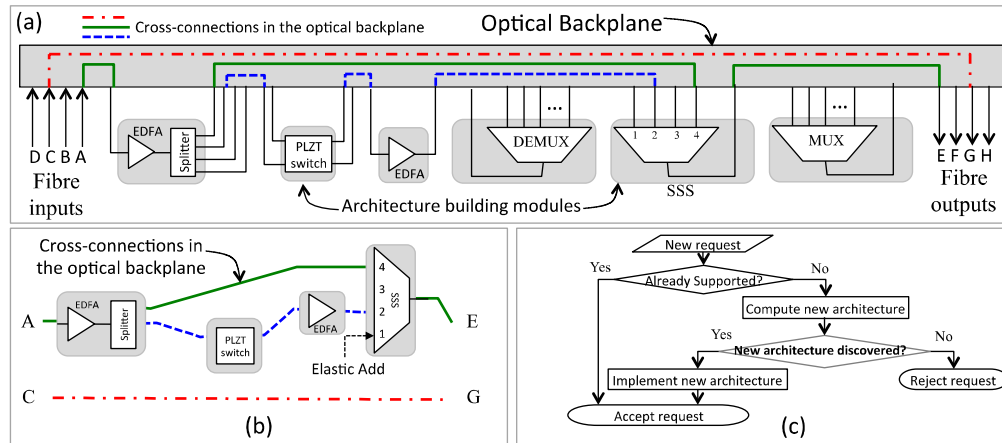 (a)
Cross-connections in the optical backplane
Optical Backplane
D C B A
Fibre
inputs
EDFA
Splitter
PLZT
switch
EDFA
...
DEMUX
1 2 3 4
SSS
...
MUX
E F G H
Fibre
outputs
Architecture building modules
Cross-connections in
the optical backplane
A
EDFA
Splitter
PLZT
switch
EDFA
4
3
2
1
SSS
E
Elastic Add
C
G
(b)
New request
Yes
No
Already Supported?
Compute new architecture
Yes
No
New architecture discovered?
Implement new architecture
Reject request
Accept request
(c)